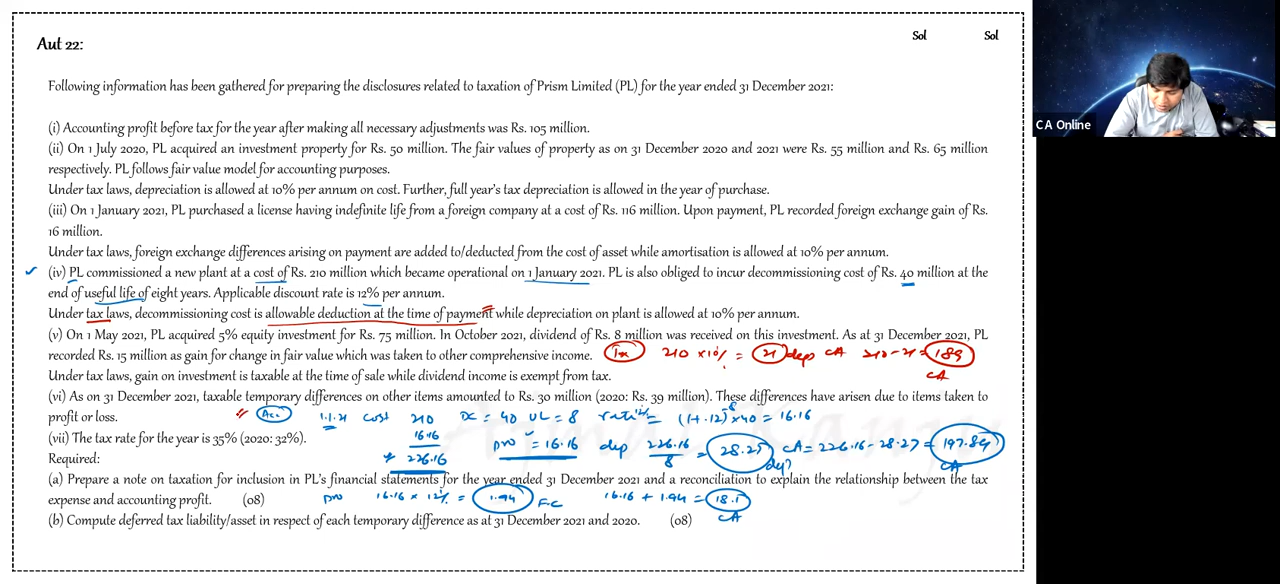 Sol Sol
Aut 22:
Following information has been gathered for preparing the disclosures related to taxation of Prism Limited (PL) for the year ended 31 December 2021:
(i) Accounting profit before tax for the year after making all necessary adjustments was Rs. 105 million.
(ii) On 1 July 2020, PL acquired an investment property for Rs. 50 million. The fair values of property as on 31 December 2020 and 2021 were Rs. 55 million and Rs. 65 million
respectively. PL follows fair value model for accounting purposes.
Under tax laws, depreciation is allowed at 10% per annum on cost. Further, full year's tax depreciation is allowed in the year of purchase.
(iii) On 1 January 2021, PL purchased a license having indefinite life from a foreign company at a cost of Rs. 116 million. Upon payment, PL recorded foreign exchange gain of Rs.
16 million.
Under tax laws, foreign exchange differences arising on payment are added to/deducted from the cost of asset while amortisation is allowed at 10% per annum.
(iv) PL commissioned a new plant at a cost of Rs. 210 million which became operational on 1 January 2021. PL is also obliged to incur decommissioning cost of Rs. 40 million at the
end of useful life of eight years. Applicable discount rate is 12% per annum.
Under tax laws, decommissioning cost is allowable deduction at the time of payment while depreciation on plant is allowed at 10% per annum.
(v) On 1 May 2021, PL acquired 5% equity investment for Rs. 75 million. In October 2021, dividend of Rs. 8 million was received on this investment. As at 31 December 2021, PL
recorded Rs. 15 million as gain for change in fair value which was taken to other comprehensive income.
Tax 210 x 10% = 21 dep CA 210 - 21 = 189
CA
Under tax laws, gain on investment is taxable at the time of sale while dividend income is exempt from tax.
(vi) As on 31 December 2021, taxable temporary differences on other items amounted to Rs. 30 million (2020: Rs. 39 million). These differences have arisen due to items taken to
profit or loss.
Acc 1.1.21 cost 210 DC = 40 UL = 8 rate = 12% (1+.12)⁻⁸ x 40 = 16.16
(vii) The tax rate for the year is 35% (2020: 32%).
16.16 pro = 16.16 dep 226.16/8 = 28.27 dep CA = 226.16 - 28.27 = 197.89
CA
Required:
226.16
(a) Prepare a note on taxation for inclusion in PL's financial statements for the year ended 31 December 2021 and a reconciliation to explain the relationship between the tax
expense and accounting profit. (08)
pro 16.16 x 12% = 1.94 F.C 16.16 + 1.94 = 18.1
CA
(b) Compute deferred tax liability/asset in respect of each temporary difference as at 31 December 2021 and 2020. (08)
CA Online